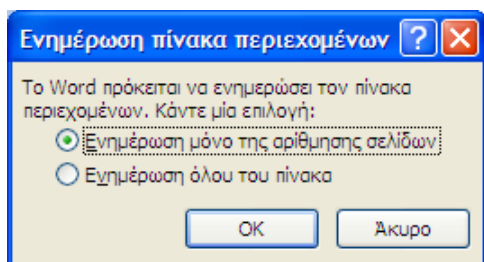 Ενημέρωση πίνακα περιεχομένων
Το Word πρόκειται να ενημερώσει τον πίνακα
περιεχομένων. Κάντε μία επιλογή:
Ενημέρωση μόνο της αρίθμησης σελίδων
Ενημέρωση όλου του πίνακα
OK Άκυρο